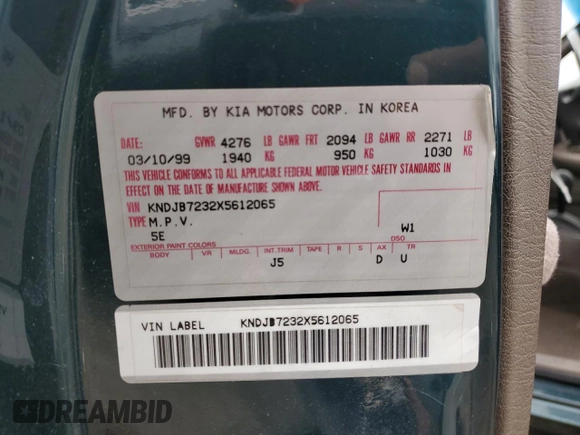 MFD. BY KIA MOTORS CORP. IN KOREA
DATE: GVWR 4276 LB GAWR FRT 2094 LB GAWR RR 2271 LB
03/10/99 1940 KG 950 KG 1030 KG
THIS VEHICLE CONFORMS TO ALL APPLICABLE FEDERAL MOTOR VEHICLE SAFETY STANDARDS IN
EFFECT ON THE DATE OF MANUFACTURE SHOWN ABOVE.
VIN KNDJB7232X5612065
TYPE M.P.V.
5E W1
EXTERIOR PAINT COLORS DSO
BODY VR MLDG. INT.TRIM TAPE R S AX TR
J5 D U
VIN LABEL KNDJB7232X5612065
DREAMBID